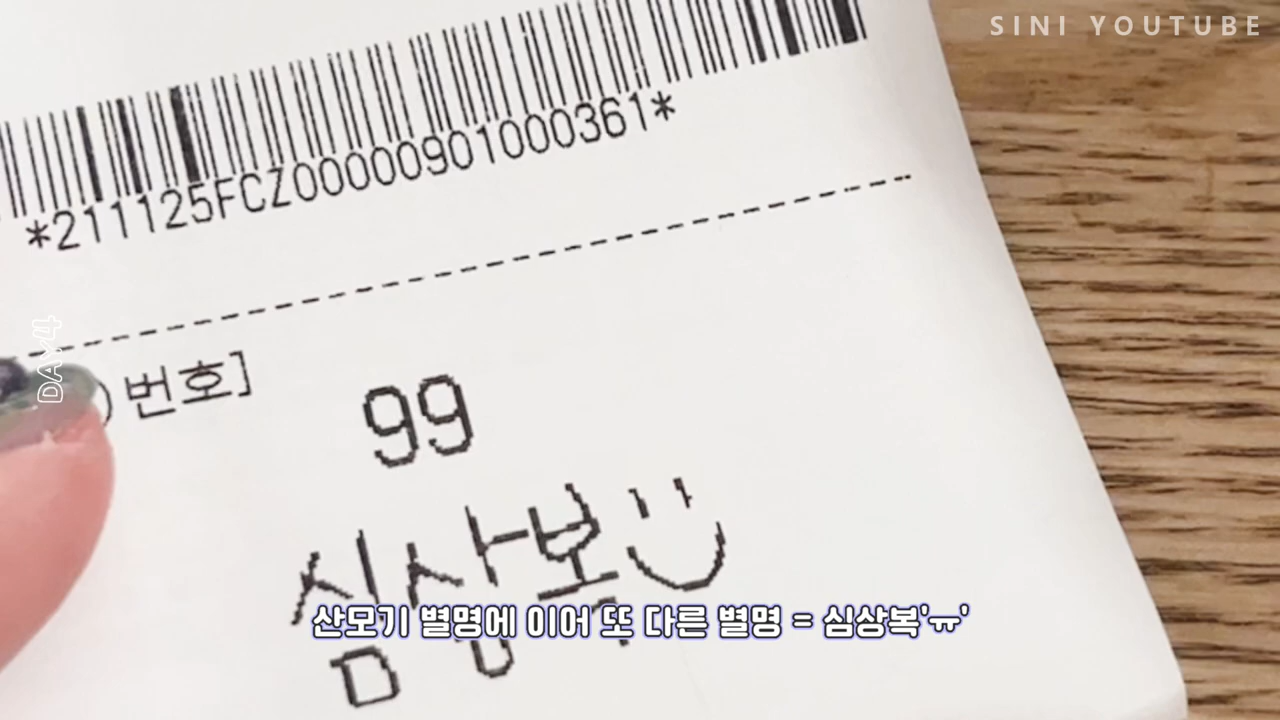 SINI YOUTUBE
*211125FCZ00000901000361*
DAY4
번호]
99
심상복
산모기 별명에 이어 또 다른 별명 = 심상복'ㅠ'